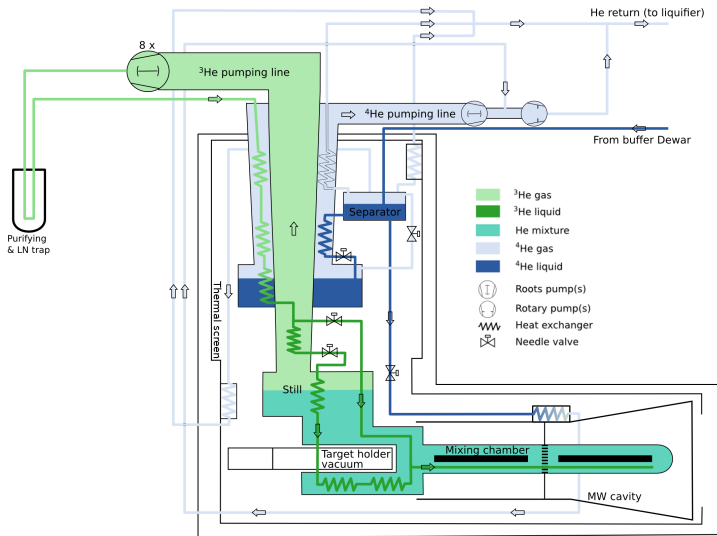 He return (to liquifier)
8 x
³He pumping line
⁴He pumping line
From buffer Dewar
Purifying
& LN trap
Separator
Thermal screen
Still
Target holder
vacuum
Mixing chamber
MW cavity
³He gas
³He liquid
He mixture
⁴He gas
⁴He liquid
Roots pump(s)
Rotary pump(s)
Heat exchanger
Needle valve